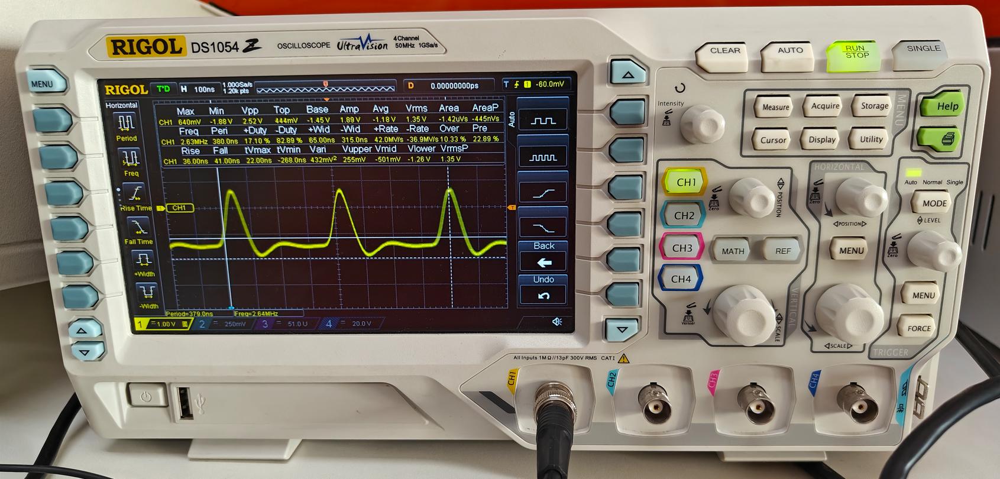 RIGOL DS1054 Z OSCILLOSCOPE UltraVision 4 Channel 50MHz 1GSa/s
MENU
RIGOL T'D H 100ns 1.00GSa/s 1.20k pts D 0.00000000ps T 1 -60.0mV
Horizontal
Period
Freq
Rise Time
Fall Time
+Width
-Width
Max Min Vpp Top Base Amp Avg Vrms Area AreaP
CH1 640mV -1.88 V 2.52 V 444mV -1.45 V 1.89 V -1.18 V 1.35 V -1.42uVs -445nVs
Freq Peri +Duty -Duty +Wid -Wid +Rate -Rate Over Pre
CH1 2.63MHz 380.0ns 17.10 % 82.89 % 65.00ns 315.0ns 42.0MV/s -36.9MV/s 10.33 % 22.89 %
Rise Fall tVmax tVmin Vari Vupper Vmid Vlower VrmsP
CH1 36.00ns 41.00ns 22.00ns -268.0ns 432mV² 255mV -501mV -1.26 V 1.35 V
1 CH1
T
Period=379.0ns Freq=2.64MHz
1 = 1.00 V B 2 = 250mV 3 = 51.0 U 4 = 20.0 V
Auto
Back
Undo
CLEAR AUTO RUN STOP SINGLE
Intensity
Measure Acquire Storage
Cursor Display Utility
MENU
Help
CH1
CH2
CH3
CH4
MATH REF
Zero
POSITION
Vernier
SCALE
VERTICAL
HORIZONTAL
Zero
POSITION
MENU
SCALE
Auto Normal Single
MODE
LEVEL
Zero
MENU
FORCE
TRIGGER
All Inputs 1MΩ//13pF 300V RMS CAT I
CH1 CH2 CH3 CH4